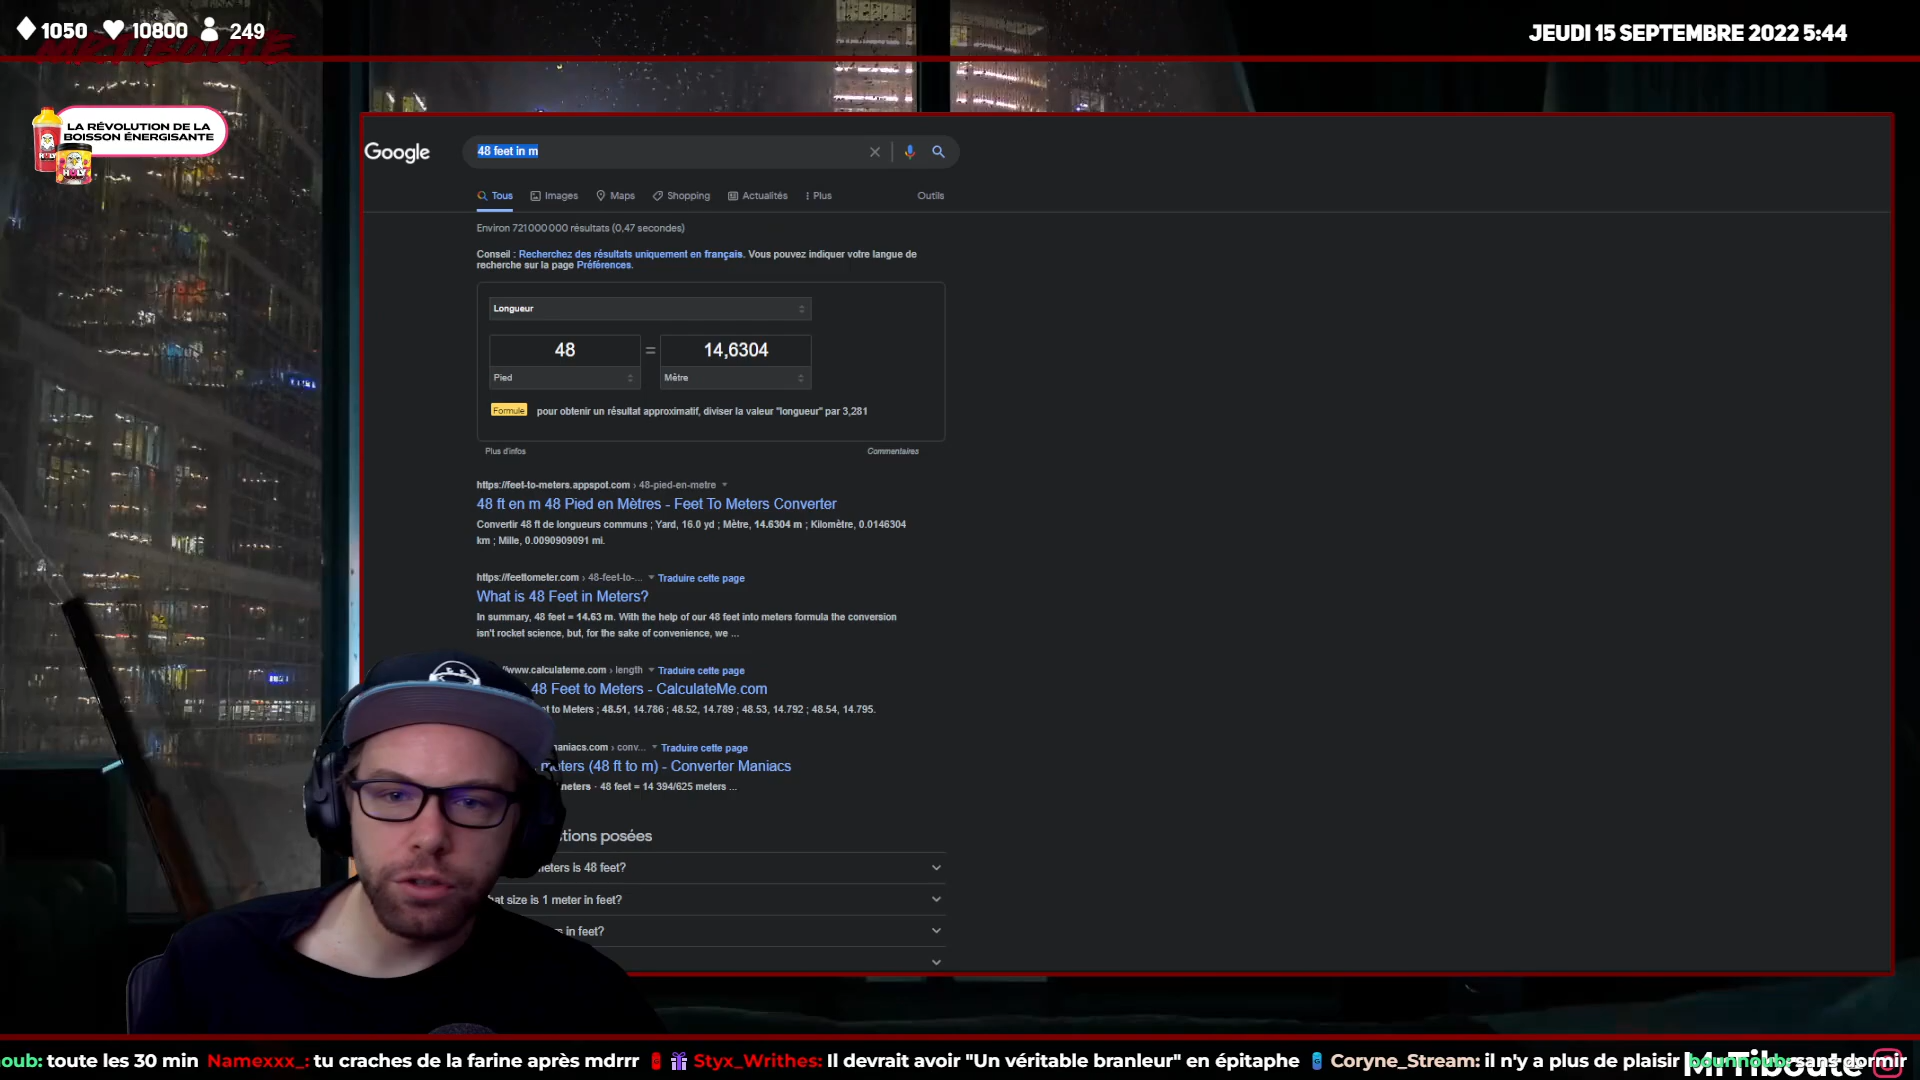 1050 10800 249
JEUDI 15 SEPTEMBRE 2022 5:44
MRTIBOUTE
LA RÉVOLUTION DE LA
BOISSON ÉNERGISANTE
HOLY
Google
48 feet in m
Tous Images Maps Shopping Actualités Plus Outils
Environ 721 000 000 résultats (0,47 secondes)
Conseil : Recherchez des résultats uniquement en français. Vous pouvez indiquer votre langue de
recherche sur la page Préférences.
Longueur
48 = 14,6304
Pied Mètre
Formule pour obtenir un résultat approximatif, diviser la valeur "longueur" par 3,281
Plus d'infos Commentaires
https://feet-to-meters.appspot.com › 48-pied-en-metre
48 ft en m 48 Pied en Mètres - Feet To Meters Converter
Convertir 48 ft de longueurs communs ; Yard, 16.0 yd ; Mètre, 14.6304 m ; Kilomètre, 0.0146304
km ; Mille, 0.0090909091 mi.
https://feettometer.com › 48-feet-to-... Traduire cette page
What is 48 Feet in Meters?
In summary, 48 feet = 14.63 m. With the help of our 48 feet into meters formula the conversion
isn't rocket science, but, for the sake of convenience, we ...
/www.calculateme.com › length Traduire cette page
48 Feet to Meters - CalculateMe.com
to Meters ; 48.51, 14.786 ; 48.52, 14.789 ; 48.53, 14.792 ; 48.54, 14.795.
maniacs.com › conv... Traduire cette page
meters (48 ft to m) - Converter Maniacs
meters - 48 feet = 14 394/625 meters ...
tions posées
meters is 48 feet?
hat size is 1 meter in feet?
in feet?
oub: toute les 30 min Namexxx_: tu craches de la farine après mdrrr Styx_Writhes: Il devrait avoir "Un véritable branleur" en épitaphe Coryne_Stream: il n'y a plus de plaisir bounnoub: sans dormir
MrTiboute